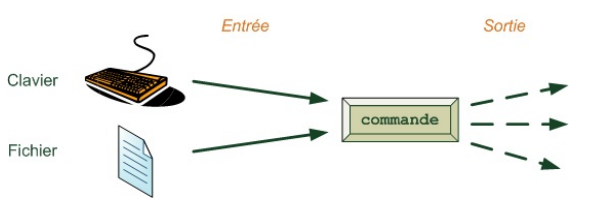 Entrée
Sortie
Clavier
commande
Fichier